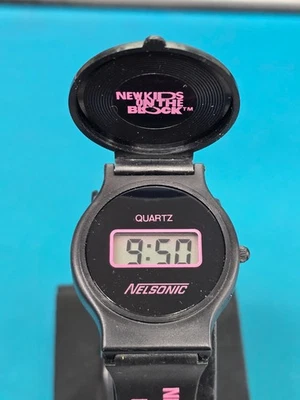 NEW KIDS
ON THE
BLOCK™
QUARTZ
9:50
NELSONIC
N